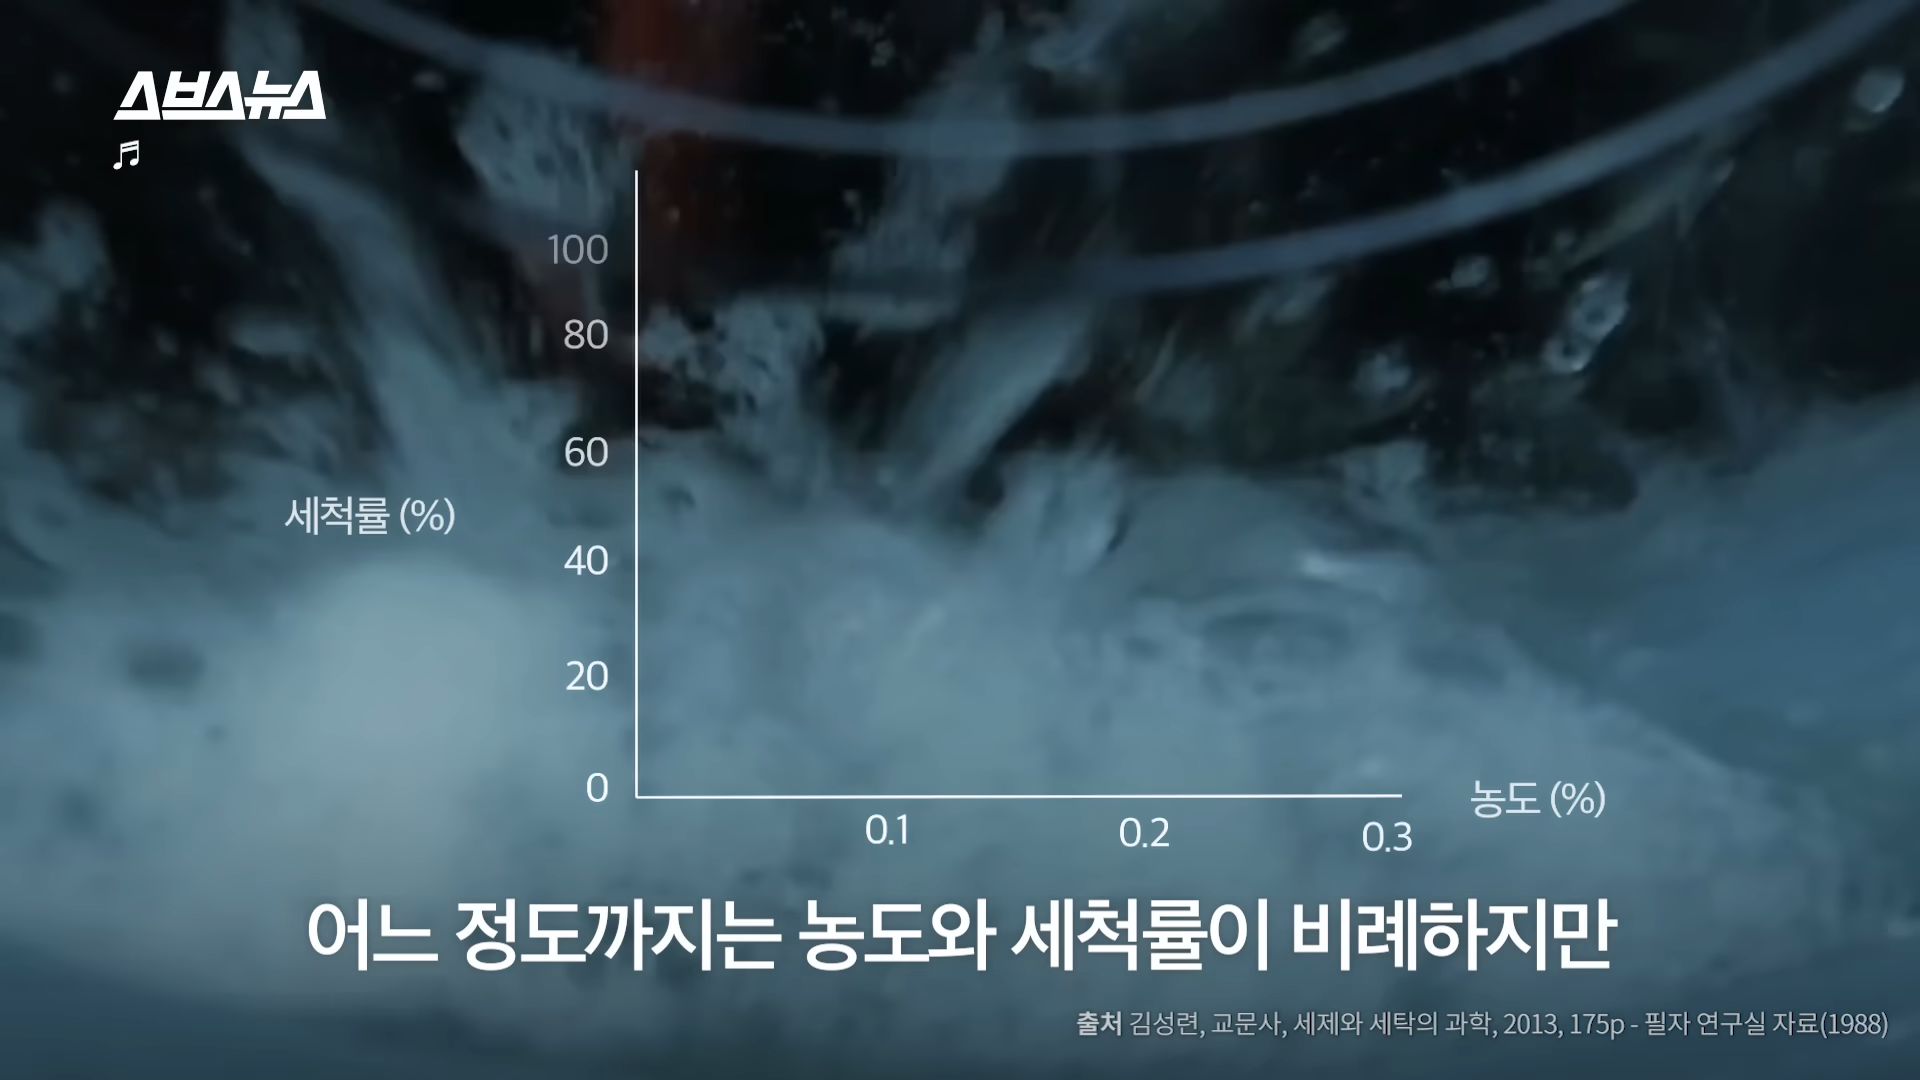 스브스뉴스
♬
100
80
60
세척률 (%)
40
20
0
농도 (%)
0.1 0.2 0.3
어느 정도까지는 농도와 세척률이 비례하지만
출처 김성련, 교문사, 세제와 세탁의 과학, 2013, 175p - 필자 연구실 자료(1988)